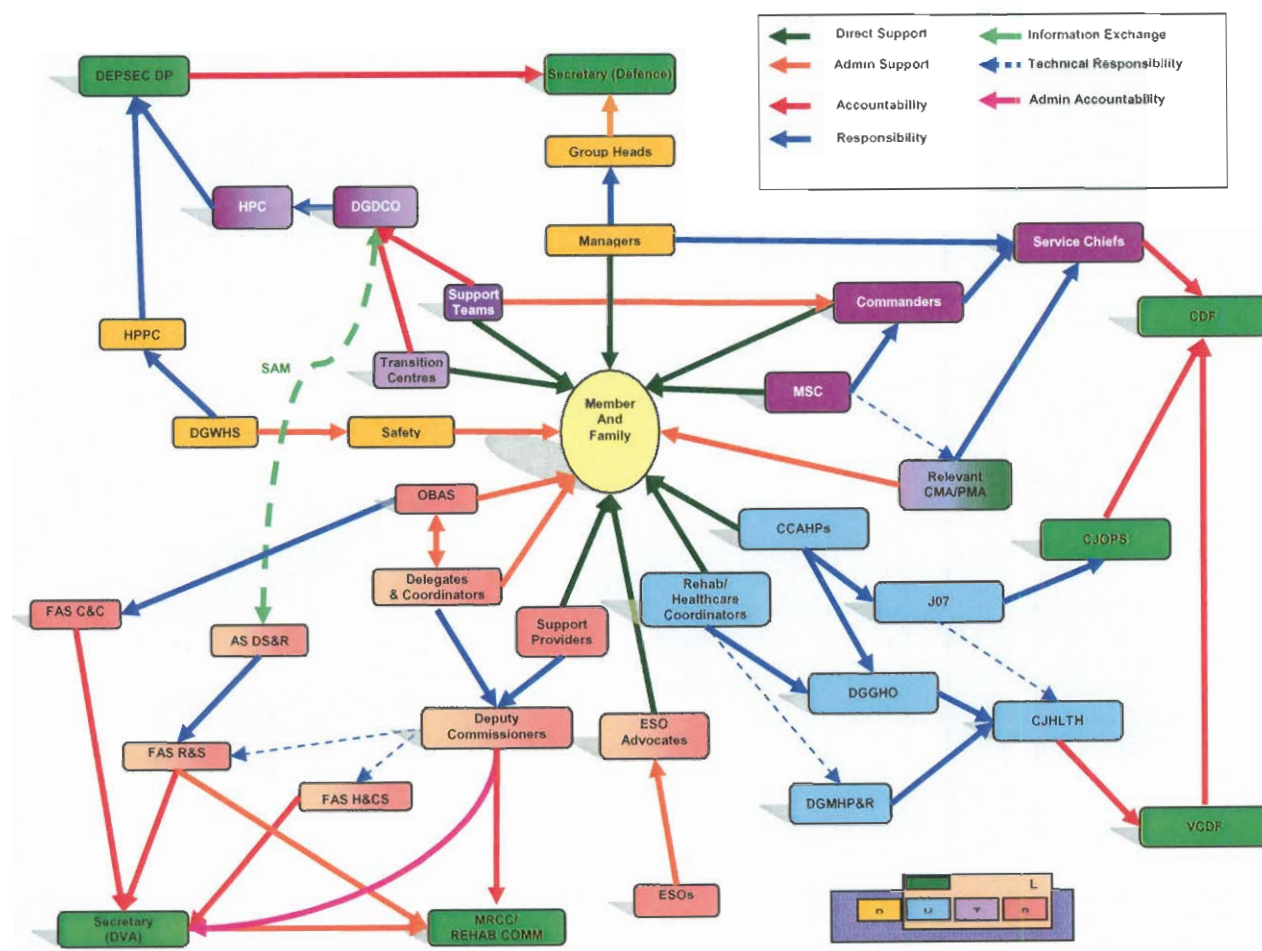 Direct Support
Information Exchange
Admin Support
Technical Responsibility
Accountability
Admin Accountability
Responsibility
DEPSEC DP
Secretary (Defence)
Group Heads
HPC
DGDCO
Managers
Service Chiefs
Support
Teams
Commanders
CDF
HPPC
SAM
Transition
Centres
MSC
Member
And
Family
DGWHS
Safety
Relevant
CMA/PMA
OBAS
CCAHPs
CJOPS
Delegates
& Coordinators
Rehab/
Healthcare
Coordinators
J07
FAS C&C
AS DS&R
Support
Providers
DGGHO
CJHLTH
Deputy
Commissioners
ESO
Advocates
FAS R&S
FAS H&CS
DGMHP&R
VCDF
ESOs
Secretary
(DVA)
MRCC/
REHAB COMM
L